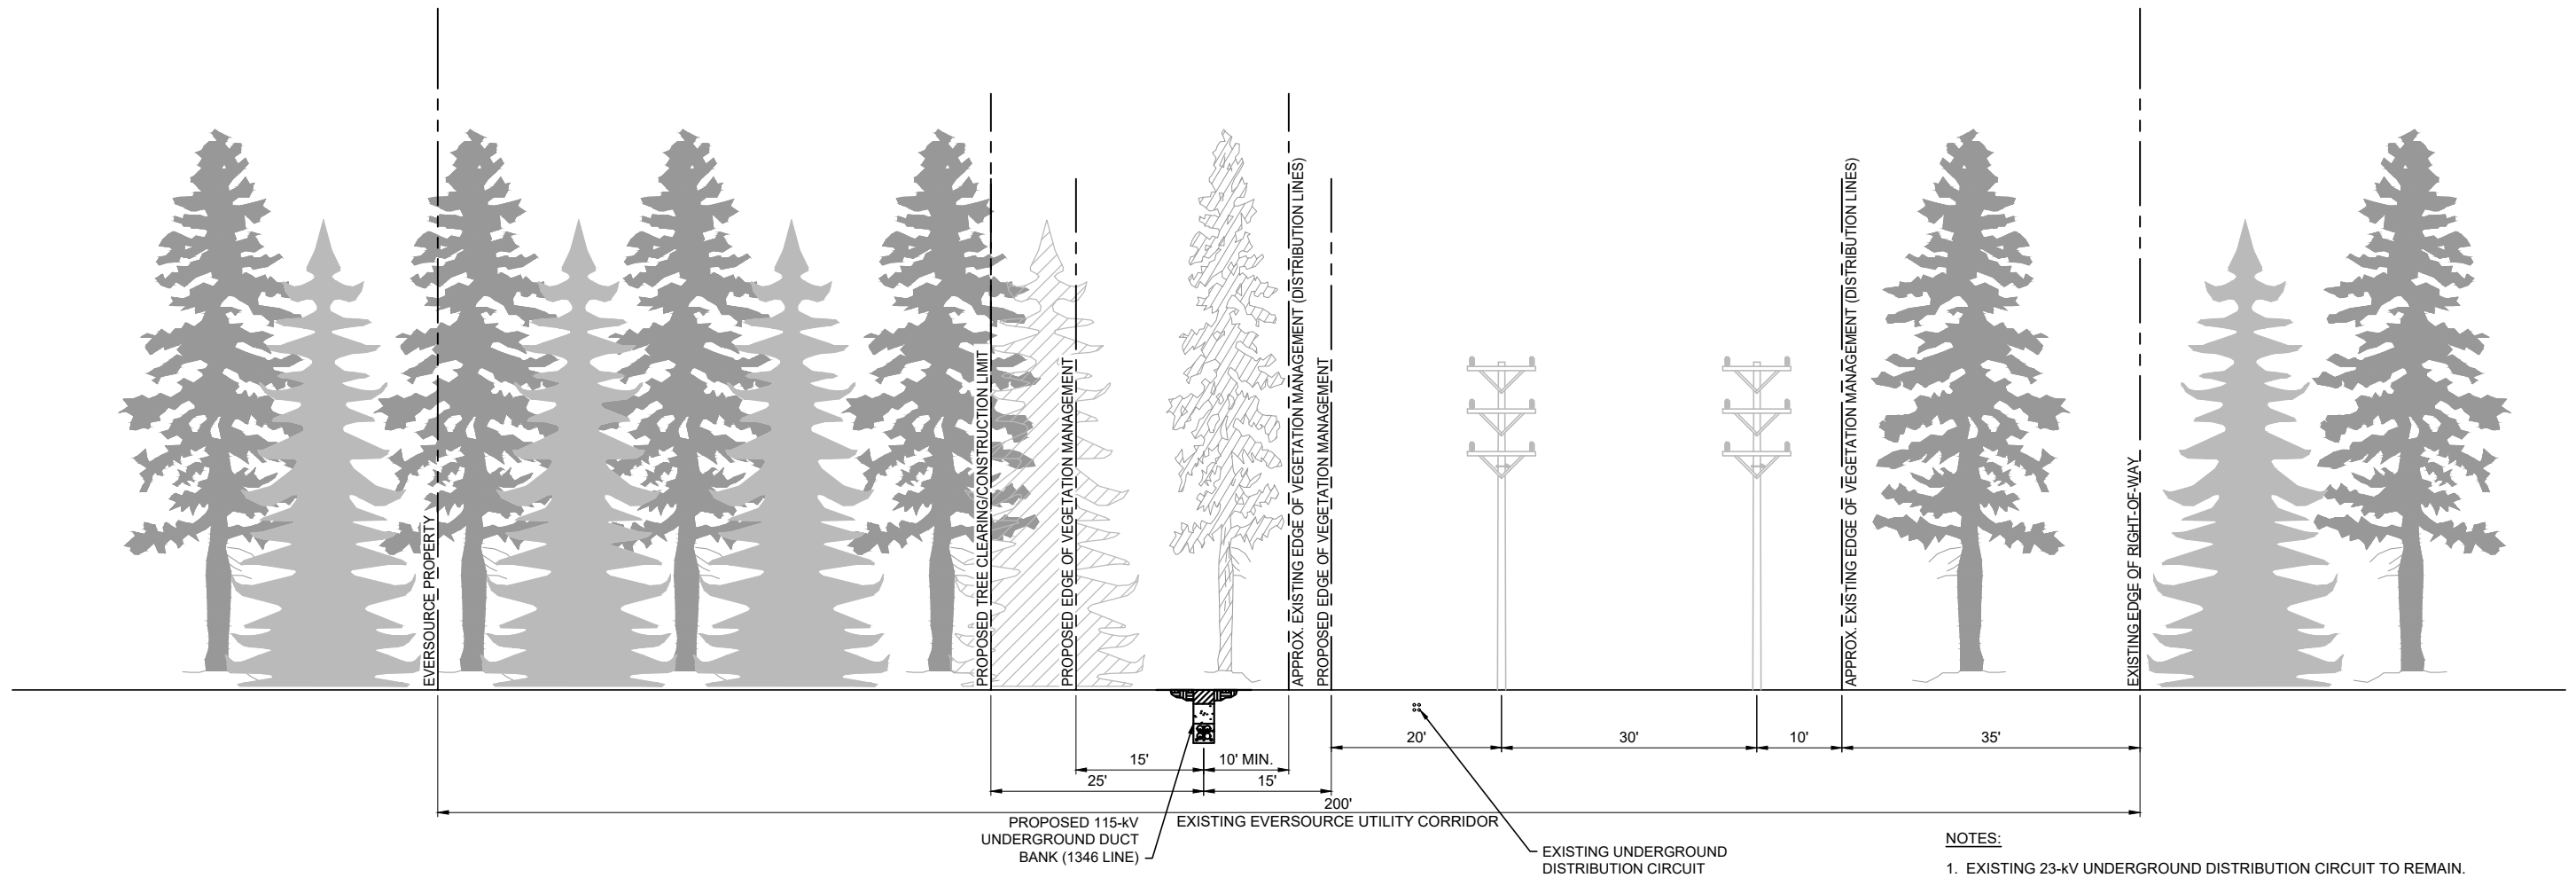 EVERSOURCE PROPERTY
PROPOSED TREE CLEARING/CONSTRUCTION LIMIT
PROPOSED EDGE OF VEGETATION MANAGEMENT
APPROX. EXISTING EDGE OF VEGETATION MANAGEMENT (DISTRIBUTION LINES)
PROPOSED EDGE OF VEGETATION MANAGEMENT
APPROX. EXISTING EDGE OF VEGETATION MANAGEMENT (DISTRIBUTION LINES)
EXISTING EDGE OF RIGHT-OF-WAY
20'
30'
10'
35'
15'
10' MIN.
25'
15'
200'
EXISTING EVERSOURCE UTILITY CORRIDOR
PROPOSED 115-kV
UNDERGROUND DUCT
BANK (1346 LINE)
EXISTING UNDERGROUND
DISTRIBUTION CIRCUIT
NOTES:
1. EXISTING 23-kV UNDERGROUND DISTRIBUTION CIRCUIT TO REMAIN.